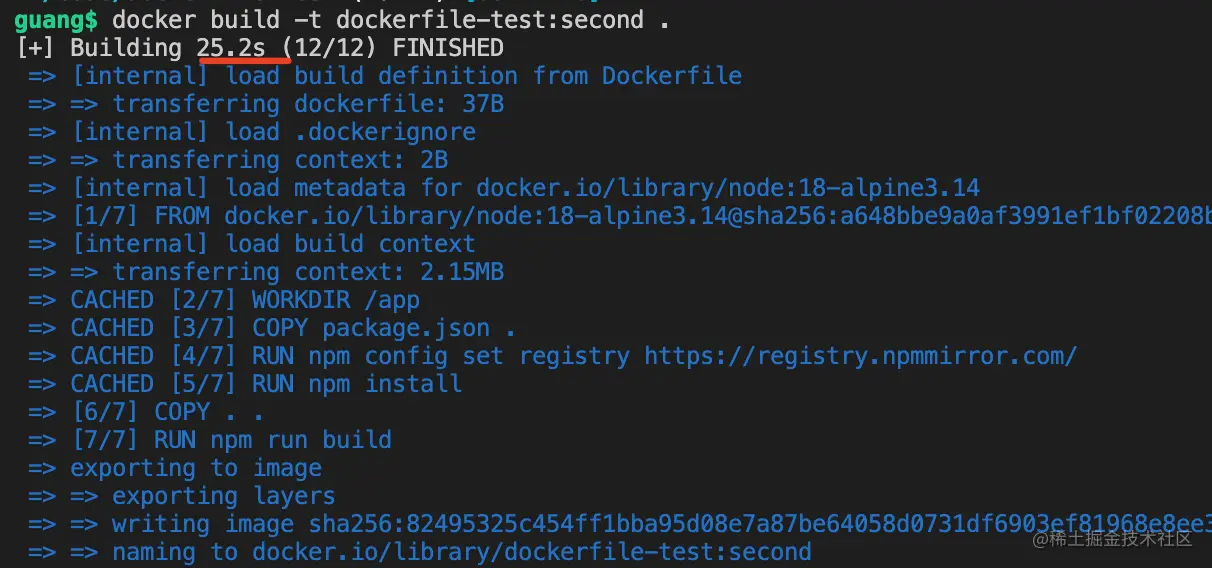 guang$ docker build -t dockerfile-test:second .
[+] Building 25.2s (12/12) FINISHED
=> [internal] load build definition from Dockerfile
=> => transferring dockerfile: 37B
=> [internal] load .dockerignore
=> => transferring context: 2B
=> [internal] load metadata for docker.io/library/node:18-alpine3.14
=> [1/7] FROM docker.io/library/node:18-alpine3.14@sha256:a648bbe9a0af3991ef1bf02208b
=> [internal] load build context
=> => transferring context: 2.15MB
=> CACHED [2/7] WORKDIR /app
=> CACHED [3/7] COPY package.json .
=> CACHED [4/7] RUN npm config set registry https://registry.npmmirror.com/
=> CACHED [5/7] RUN npm install
=> [6/7] COPY . .
=> [7/7] RUN npm run build
=> exporting to image
=> => exporting layers
=> => writing image sha256:82495325c454ff1bba95d08e7a87be64058d0731df6903ef81968e8ee3
=> => naming to docker.io/library/dockerfile-test:second
@稀土掘金技术社区